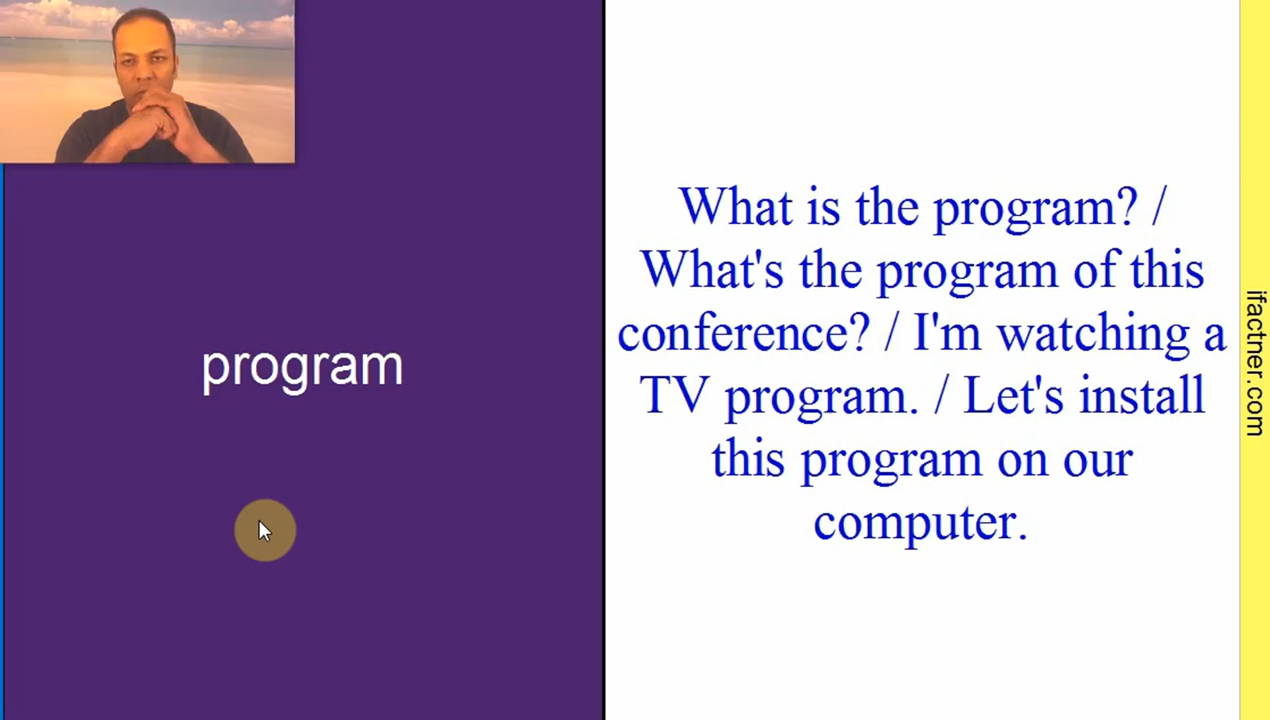 program
What is the program? /
What's the program of this
conference? / I'm watching a
TV program. / Let's install
this program on our
computer.
ifactner.com